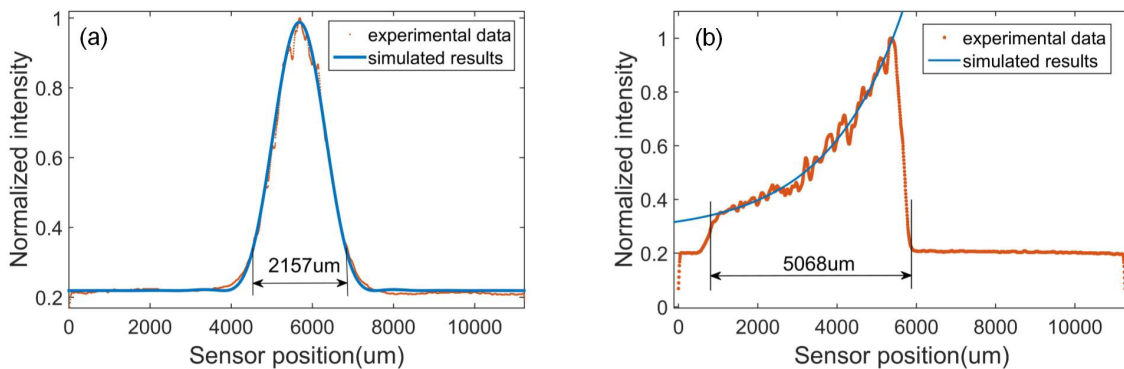 (a)
experimental data
simulated results
Normalized intensity
1
0.8
0.6
0.4
0.2
2157um
0 2000 4000 6000 8000 10000
Sensor position(um)
(b)
experimental data
simulated results
Normalized intensity
1
0.8
0.6
0.4
0.2
0
5068um
0 2000 4000 6000 8000 10000
Sensor position(um)